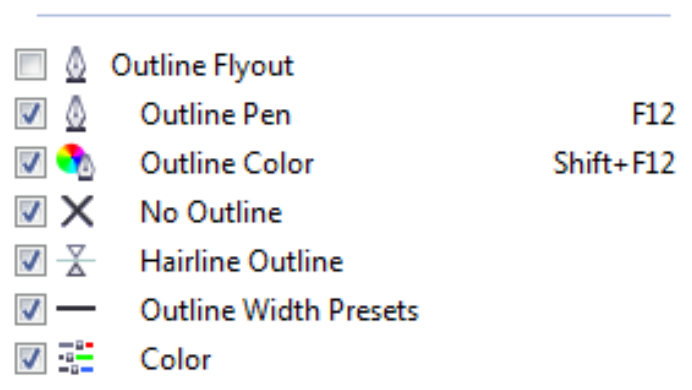 Outline Flyout
Outline Pen F12
Outline Color Shift+F12
No Outline
Hairline Outline
Outline Width Presets
Color